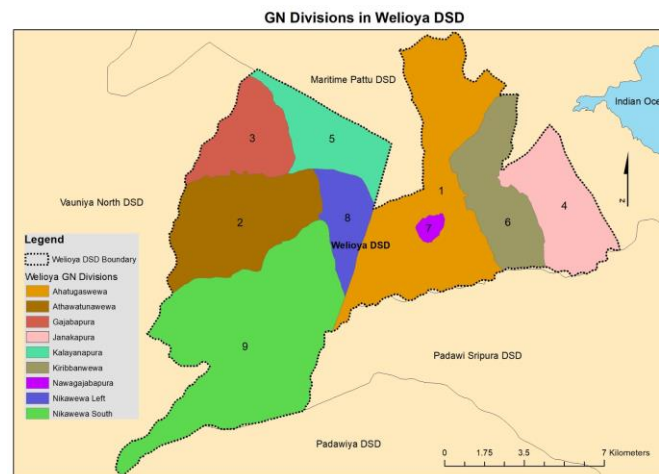 GN Divisions in Welioya DSD
Maritime Pattu DSD
Indian Oce
3
5
Vauniya North DSD
1
4
2
8
7
6
N
Welioya DSD
Legend
Welioya DSD Boundary
Welioya GN Divisions
Ahatugaswewa
Athawatunawewa
Gajabapura
Janakapura
Kalayanapura
Kiribbanwewa
Nawagajabapura
Nikawewa Left
Nikawewa South
9
Padawi Sripura DSD
Padawiya DSD
0 1.75 3.5 7 Kilometers